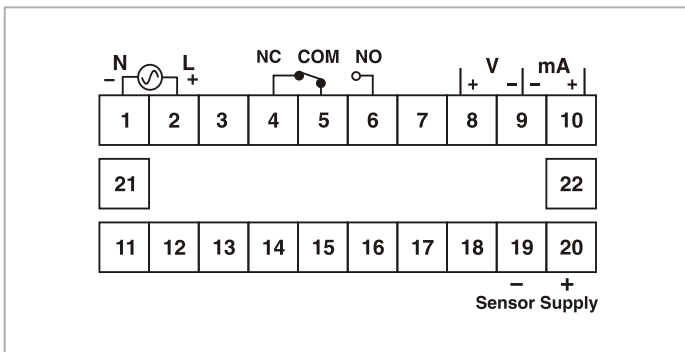 N L NC COM NO V mA
– + + – – +
1 2 3 4 5 6 7 8 9 10
21 22
11 12 13 14 15 16 17 18 19 20
– +
Sensor Supply